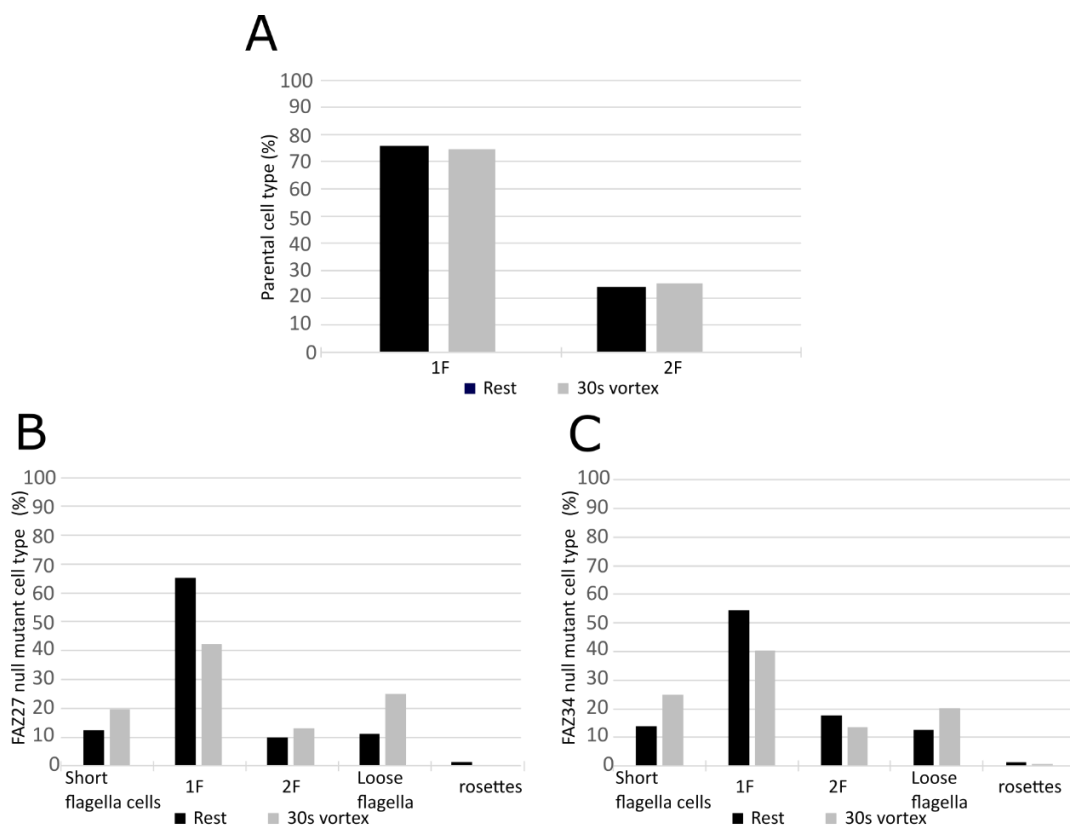 A
100
90
80
70
60
50
40
30
20
10
0
Parental cell type (%)
1F
2F
Rest
30s vortex
B
100
90
80
70
60
50
40
30
20
10
0
FAZ27 null mutant cell type (%)
Short
flagella cells
1F
2F
Loose
flagella
rosettes
Rest
30s vortex
C
100
90
80
70
60
50
40
30
20
10
0
FAZ34 null mutant cell type (%)
Short
flagella cells
1F
2F
Loose
flagella
rosettes
Rest
30s vortex